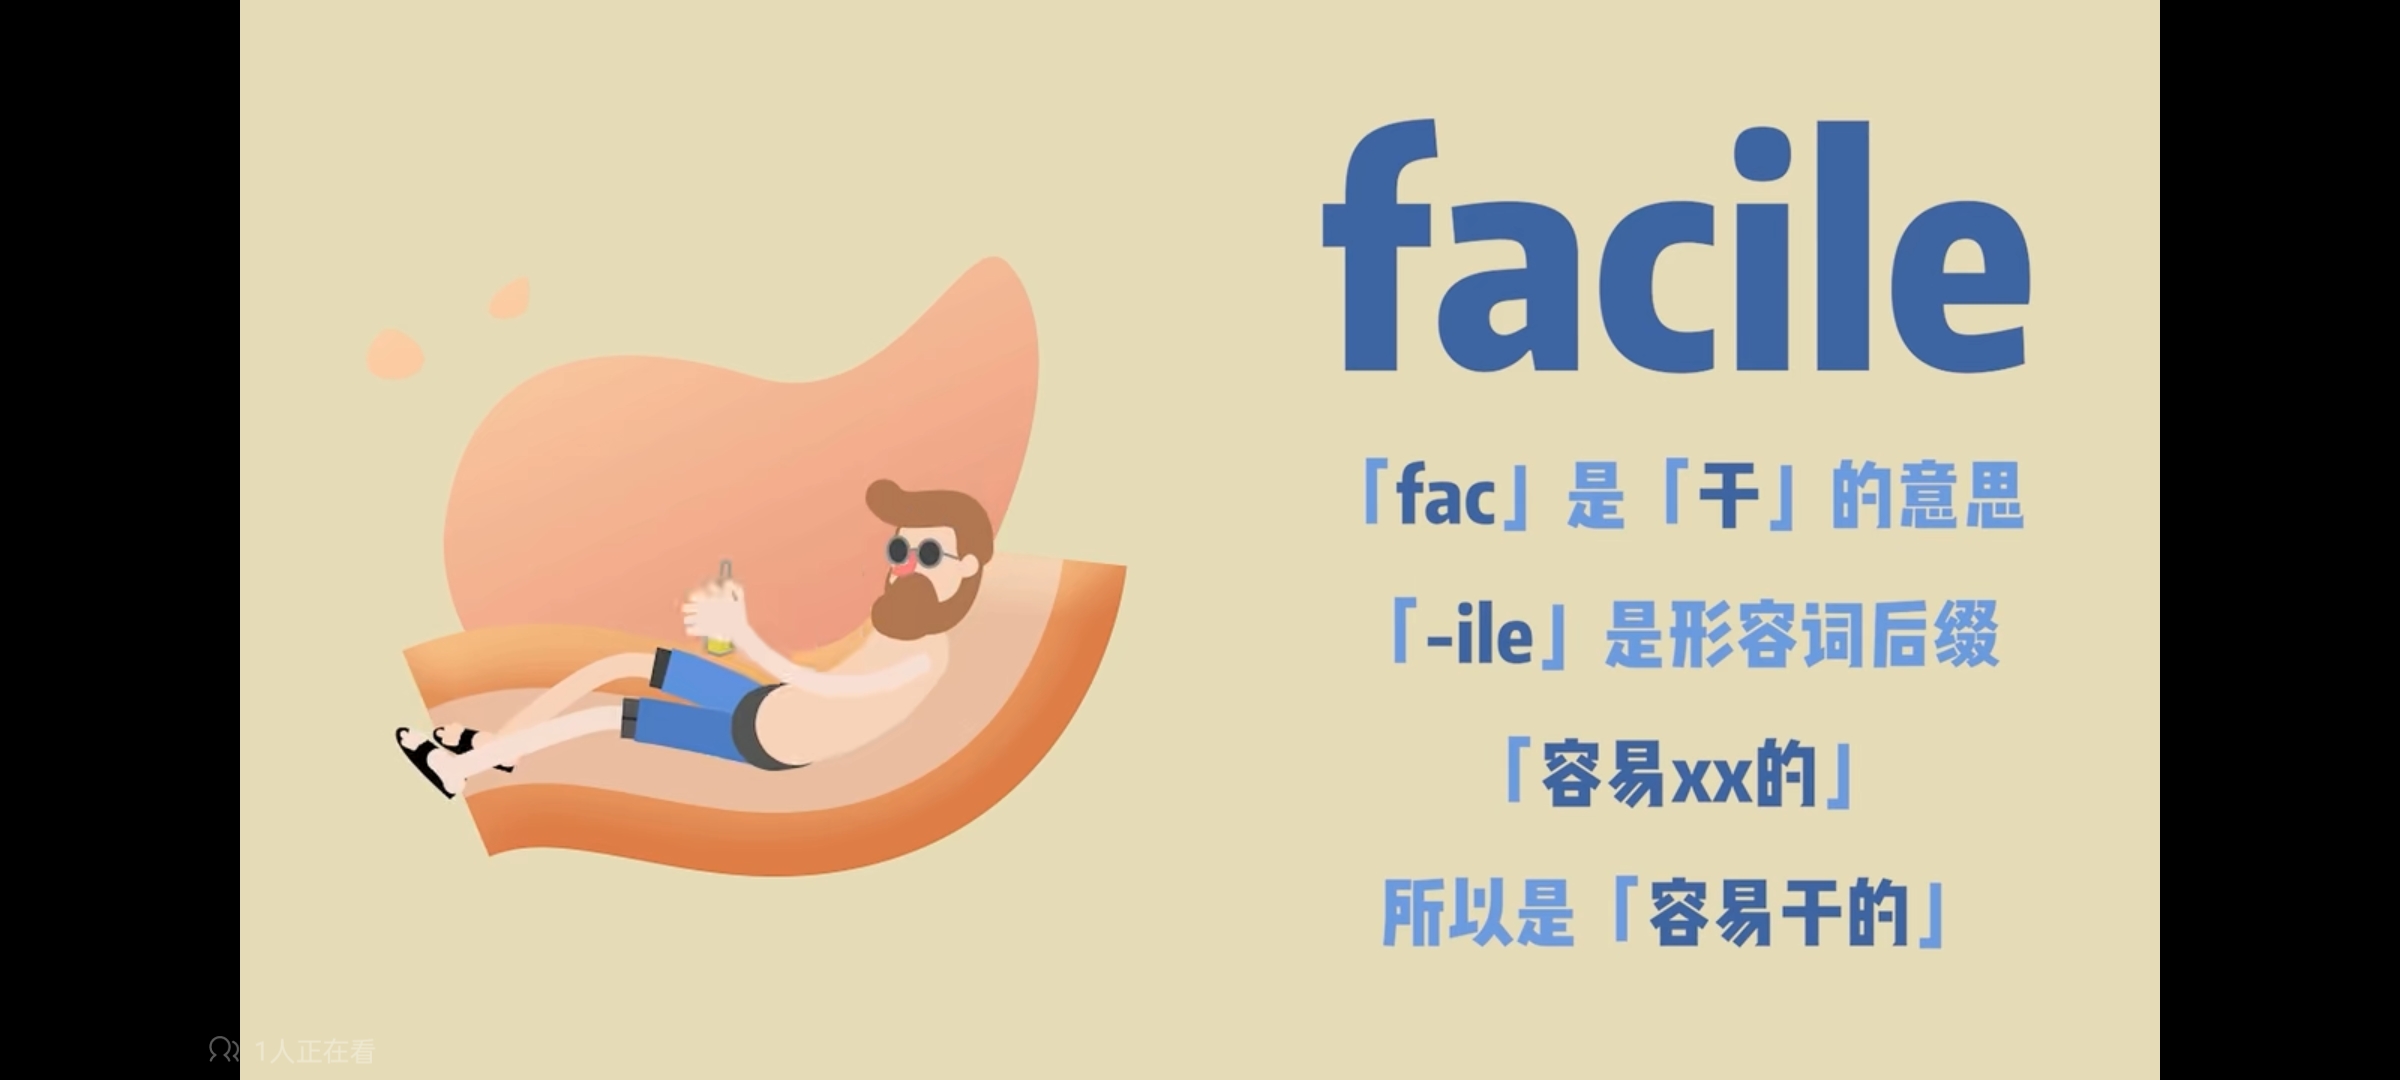 facile
「fac」是「干」的意思
「-ile」是形容词后缀
「容易xx的」
所以是「容易干的」
1人正在看